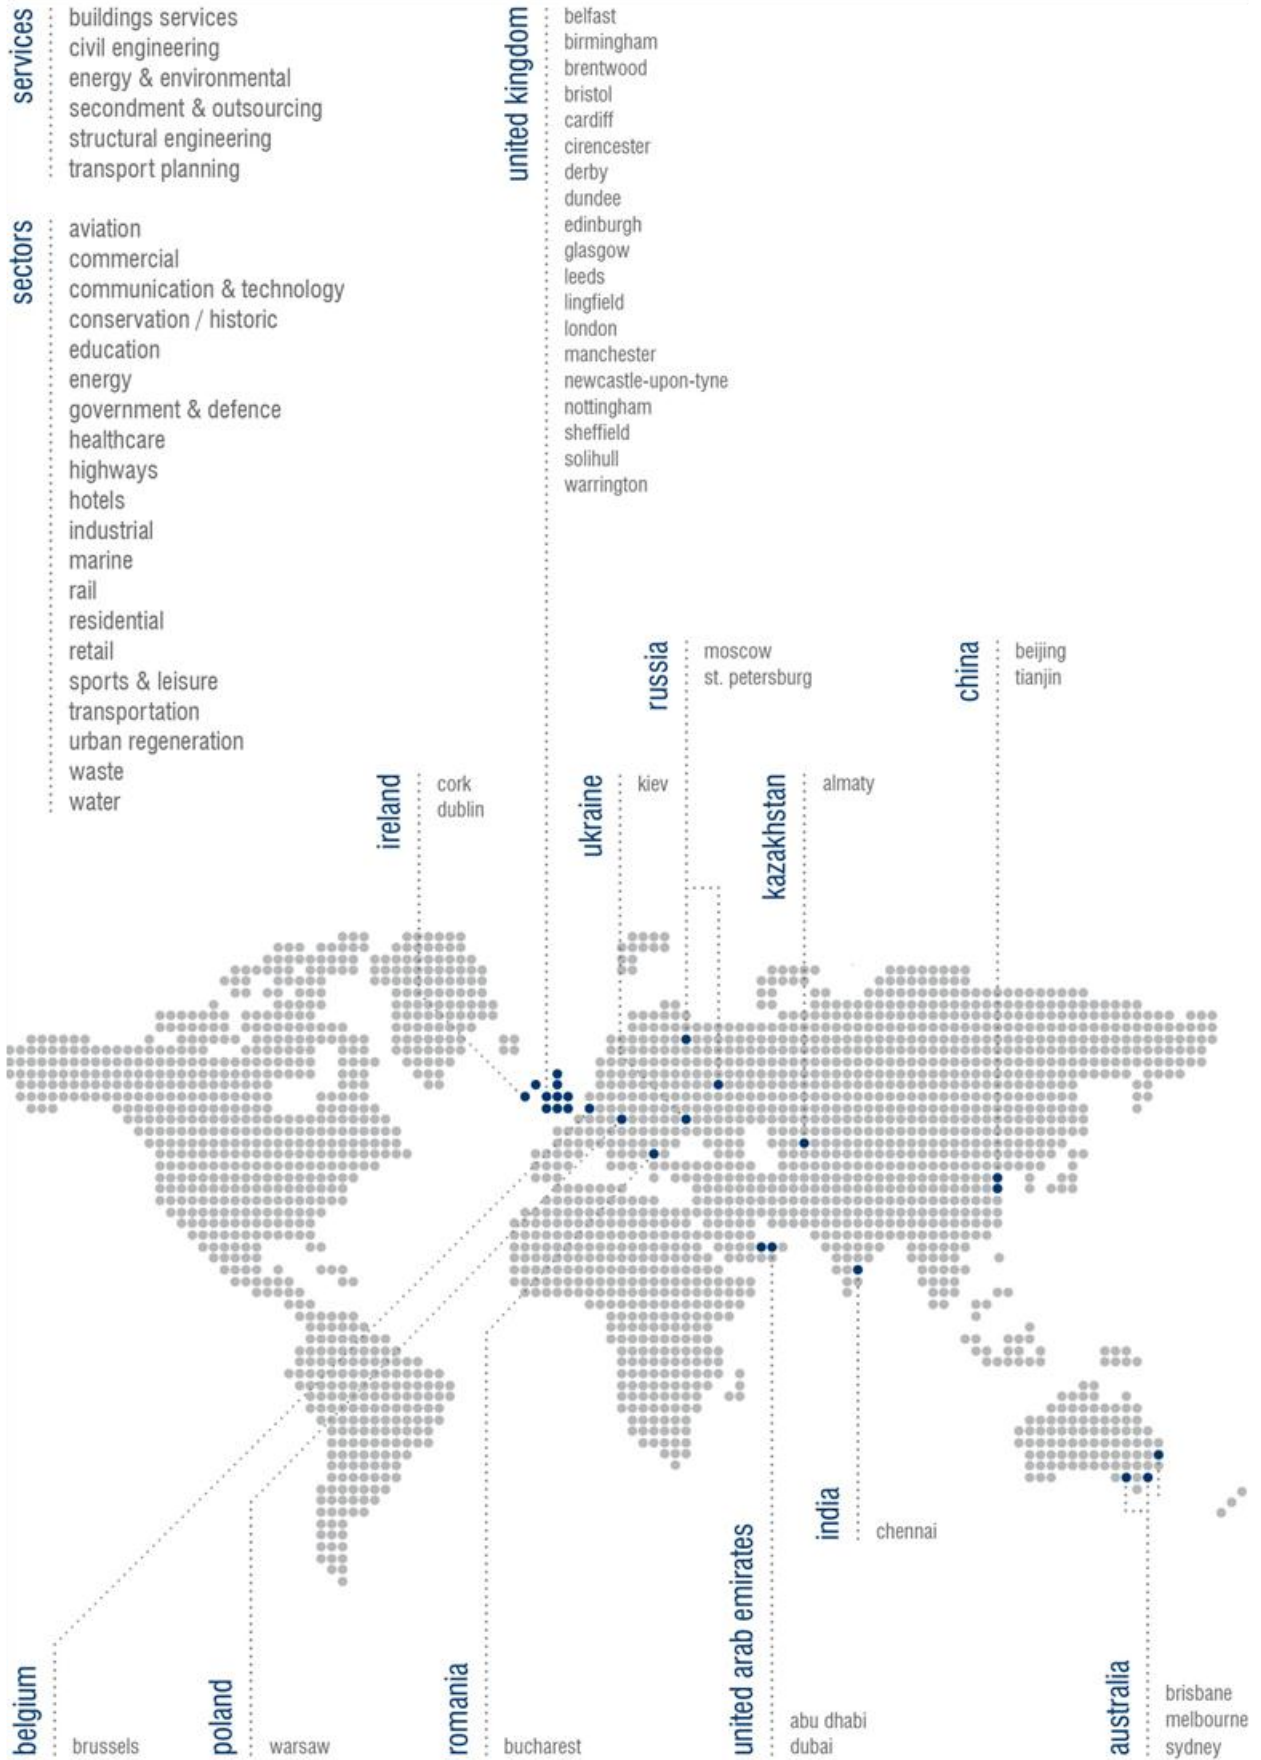 services
buildings services
civil engineering
energy & environmental
secondment & outsourcing
structural engineering
transport planning
sectors
aviation
commercial
communication & technology
conservation / historic
education
energy
government & defence
healthcare
highways
hotels
industrial
marine
rail
residential
retail
sports & leisure
transportation
urban regeneration
waste
water
united kingdom
belfast
birmingham
brentwood
bristol
cardiff
cirencester
derby
dundee
edinburgh
glasgow
leeds
lingfield
london
manchester
newcastle-upon-tyne
nottingham
sheffield
solihull
warrington
russia
moscow
st. petersburg
china
beijing
tianjin
ireland
cork
dublin
ukraine
kiev
kazakhstan
almaty
belgium
brussels
poland
warsaw
romania
bucharest
united arab emirates
abu dhabi
dubai
india
chennai
australia
brisbane
melbourne
sydney